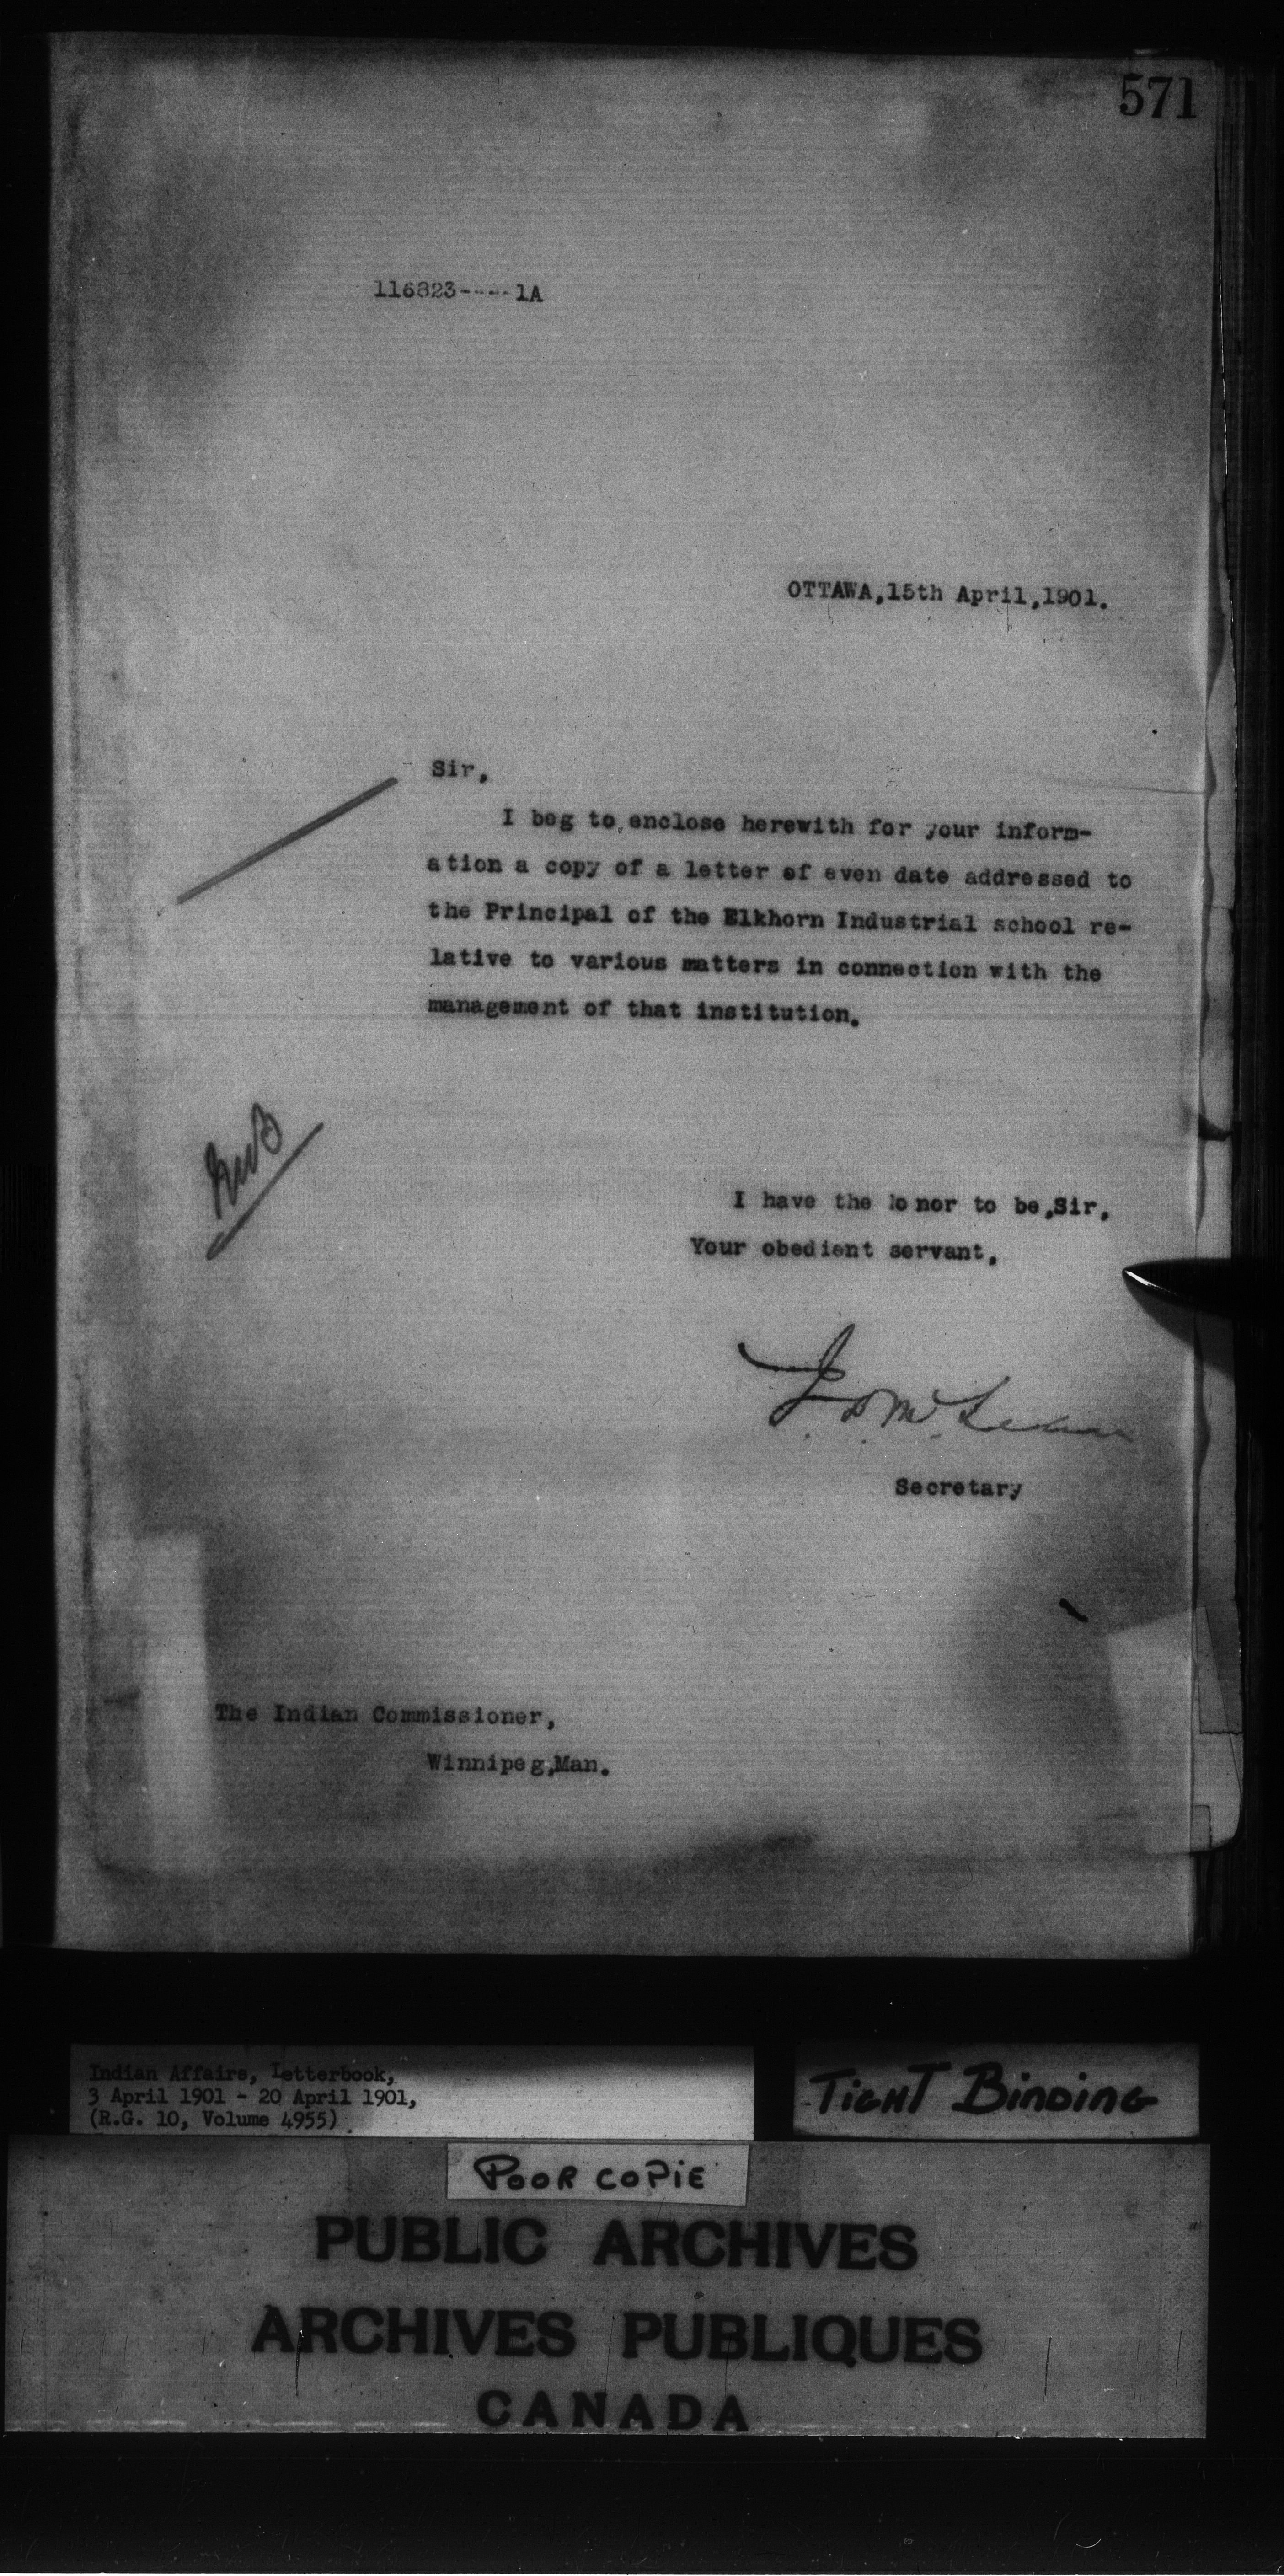 571
116823----1A
OTTAWA,15th April,1901.
Sir,
I beg to enclose herewith for your inform-
ation a copy of a letter of even date addressed to
the Principal of the Elkhorn Industrial school re-
lative to various matters in connection with the
management of that institution.
I have the honor to be,Sir,
Your obedient servant,
J. D. McLean
Secretary
The Indian Commissioner,
Winnipeg,Man.
Indian Affairs, Letterbook,
3 April 1901 - 20 April 1901,
(R.G. 10, Volume 4955)
TIGHT BINDING
POOR COPIE
PUBLIC ARCHIVES
ARCHIVES PUBLIQUES
CANADA